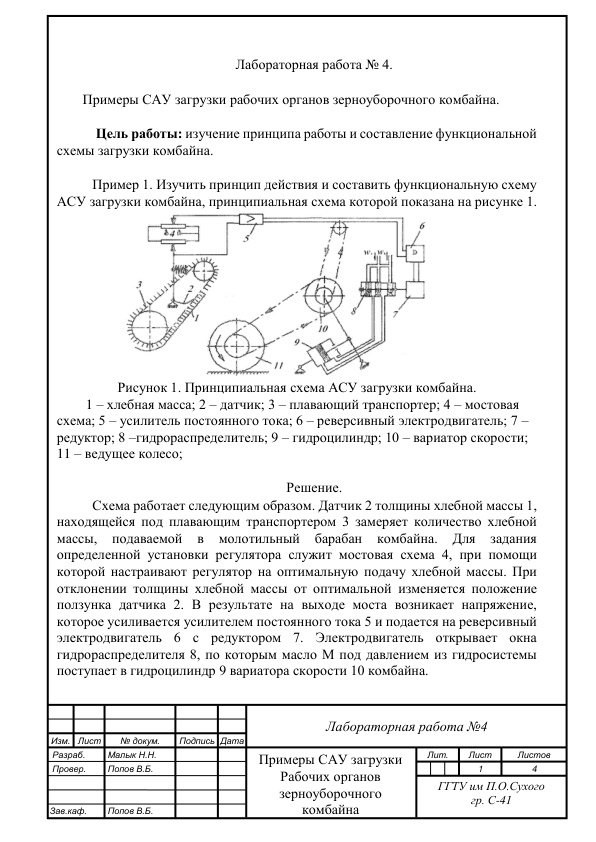 Лабораторная работа № 4.
Примеры САУ загрузки рабочих органов зерноуборочного комбайна.
Цель работы: изучение принципа работы и составление функциональной
схемы загрузки комбайна.
Пример 1. Изучить принцип действия и составить функциональную схему
АСУ загрузки комбайна, принципиальная схема которой показана на рисунке 1.
4
5
6
D
7
3
2
1
4
8
9
10
11
Рисунок 1. Принципиальная схема АСУ загрузки комбайна.
1 – хлебная масса; 2 – датчик; 3 – плавающий транспортер; 4 – мостовая
схема; 5 – усилитель постоянного тока; 6 – реверсивный электродвигатель; 7 –
редуктор; 8 –гидрораспределитель; 9 – гидроцилиндр; 10 – вариатор скорости;
11 – ведущее колесо;
Решение.
Схема работает следующим образом. Датчик 2 толщины хлебной массы 1,
находящейся под плавающим транспортером 3 замеряет количество хлебной
массы, подаваемой в молотильный барабан комбайна. Для задания
определенной установки регулятора служит мостовая схема 4, при помощи
которой настраивают регулятор на оптимальную подачу хлебной массы. При
отклонении толщины хлебной массы от оптимальной изменяется положение
ползунка датчика 2. В результате на выходе моста возникает напряжение,
которое усиливается усилителем постоянного тока 5 и подается на реверсивный
электродвигатель 6 с редуктором 7. Электродвигатель открывает окна
гидрораспределителя 8, по которым масло М под давлением из гидросистемы
поступает в гидроцилиндр 9 вариатора скорости 10 комбайна.
Лабораторная работа №4
Изм. Лист № докум. Подпись Дата
Разраб. Малык Н.Н.
Провер. Попов В.Б.
Зав.каф. Попов В.Б.
Примеры САУ загрузки
Рабочих органов
зерноуборочного
комбайна
Лит. Лист Листов
1 4
ГГТУ им П.О.Сухого
гр. С-41